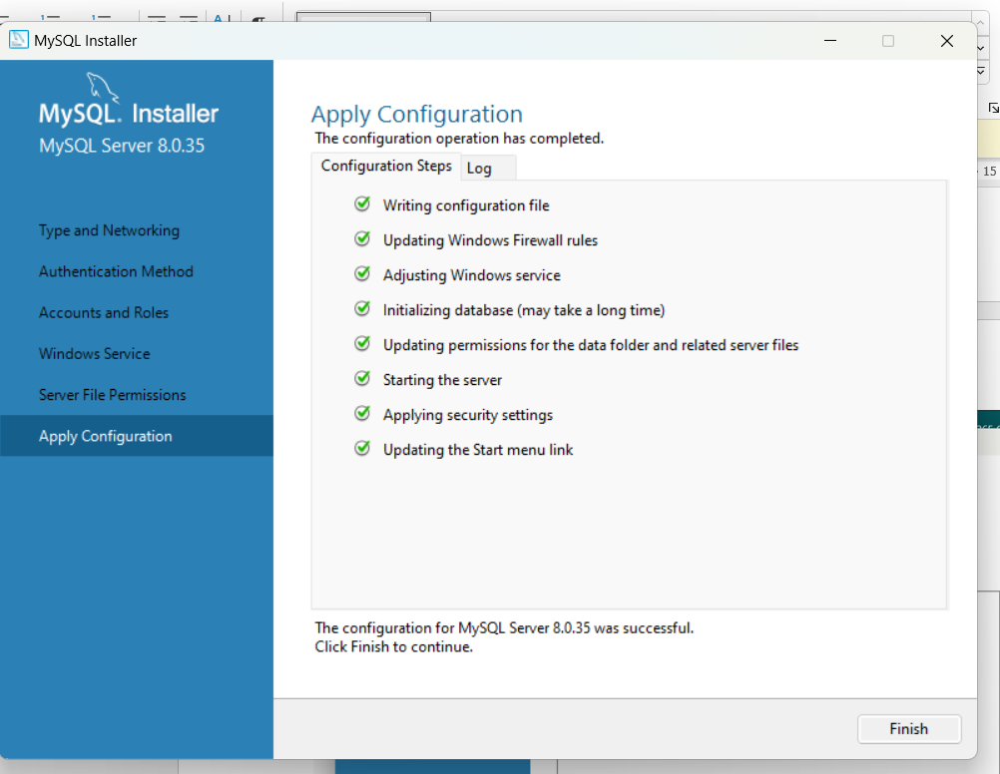 MySQL Installer
MySQL. Installer
MySQL Server 8.0.35
Type and Networking
Authentication Method
Accounts and Roles
Windows Service
Server File Permissions
Apply Configuration
Apply Configuration
The configuration operation has completed.
Configuration Steps
Log
Writing configuration file
Updating Windows Firewall rules
Adjusting Windows service
Initializing database (may take a long time)
Updating permissions for the data folder and related server files
Starting the server
Applying security settings
Updating the Start menu link
The configuration for MySQL Server 8.0.35 was successful.
Click Finish to continue.
Finish
15